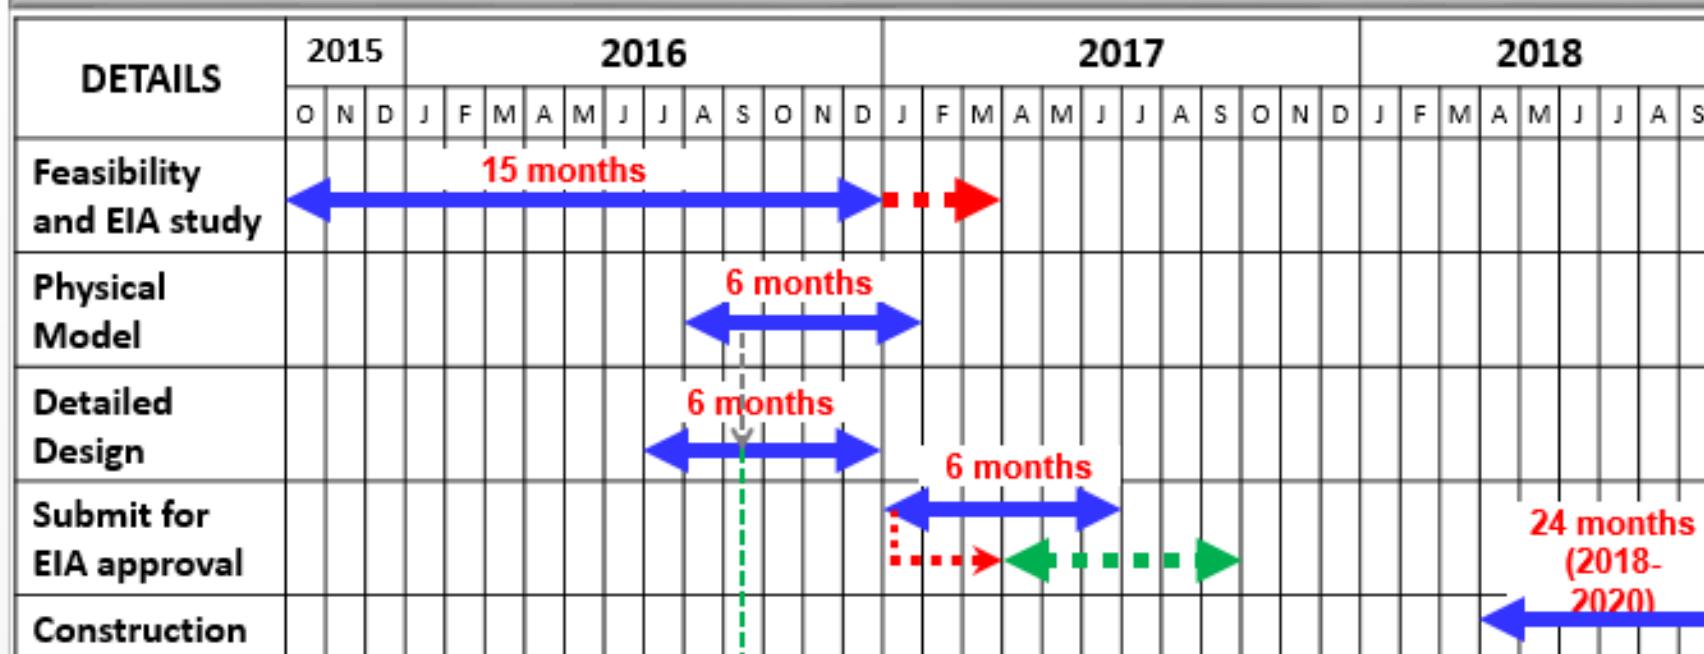 DETAILS 2015 2016 2017 2018
O N D J F M A M J J A S O N D J F M A M J J A S O N D J F M A M J J A S
Feasibility
and EIA study
15 months
Physical
Model
6 months
Detailed
Design
6 months
Submit for
EIA approval
6 months
24 months
(2018-
2020)
Construction